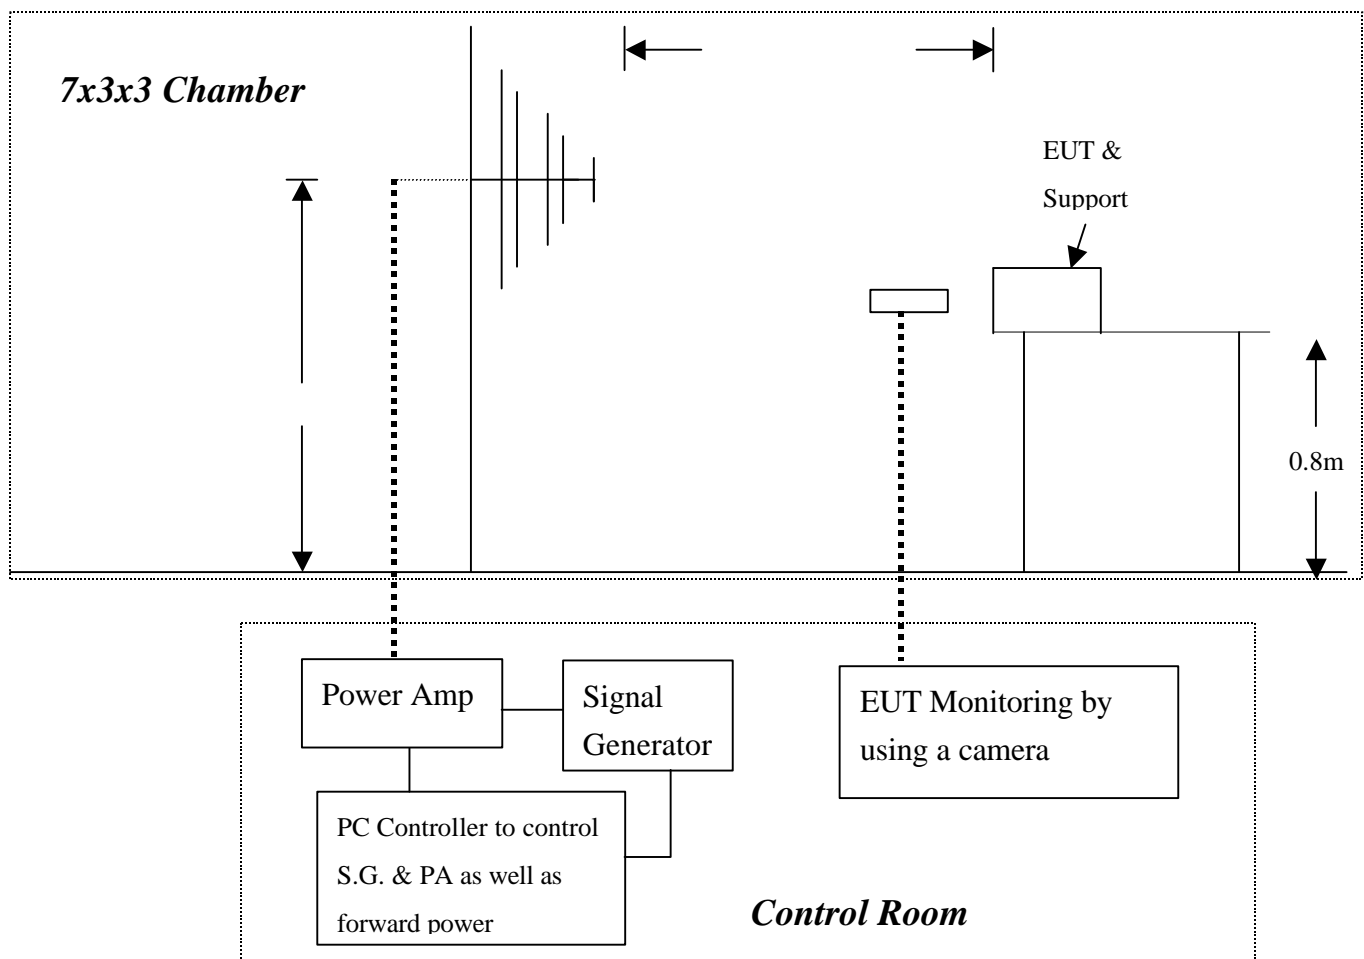 7x3x3 Chamber
EUT &
Support
0.8m
Power Amp
Signal
Generator
EUT Monitoring by
using a camera
PC Controller to control
S.G. & PA as well as
forward power
Control Room